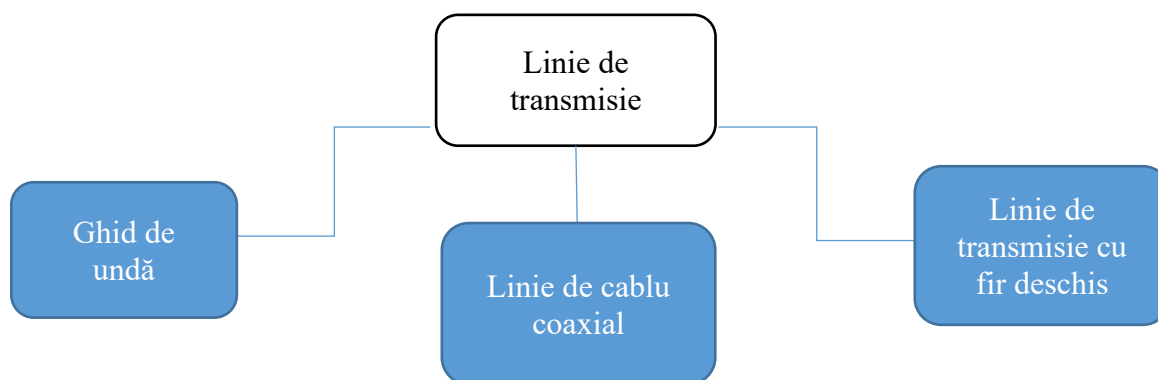 Linie de
transmisie
Ghid de
undă
Linie de cablu
coaxial
Linie de
transmisie cu
fir deschis